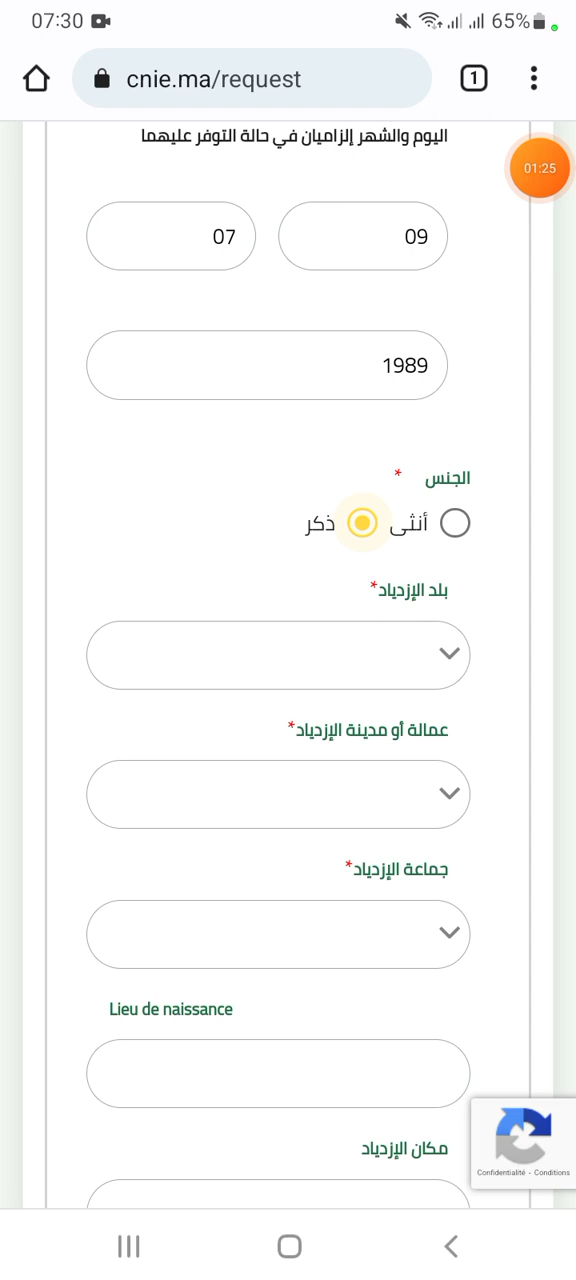 07:30 65%
cnie.ma/request 1
اليوم والشهر إلزاميان في حالة التوفر عليهما
01:25
09 07
1989
الجنس *
أنثى ذكر
بلد الإزدياد*
عمالة أو مدينة الإزدياد*
جماعة الإزدياد*
Lieu de naissance
Confidentialité - Conditions
مكان الإزدياد